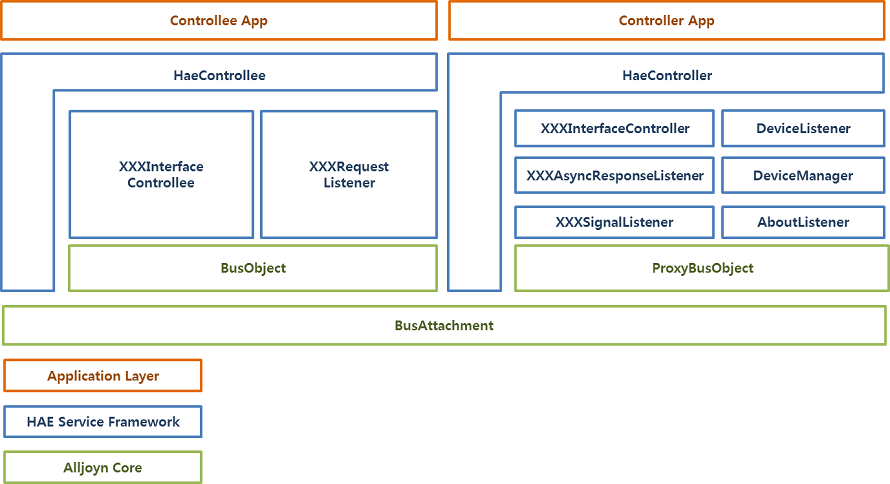 Controllee App
Controller App
HaeControllee
HaeController
XXXInterface
Controllee
XXXRequest
Listener
XXXInterfaceController
DeviceListener
XXXAsyncResponseListener
DeviceManager
XXXSignalListener
AboutListener
BusObject
ProxyBusObject
BusAttachment
Application Layer
HAE Service Framework
Alljoyn Core